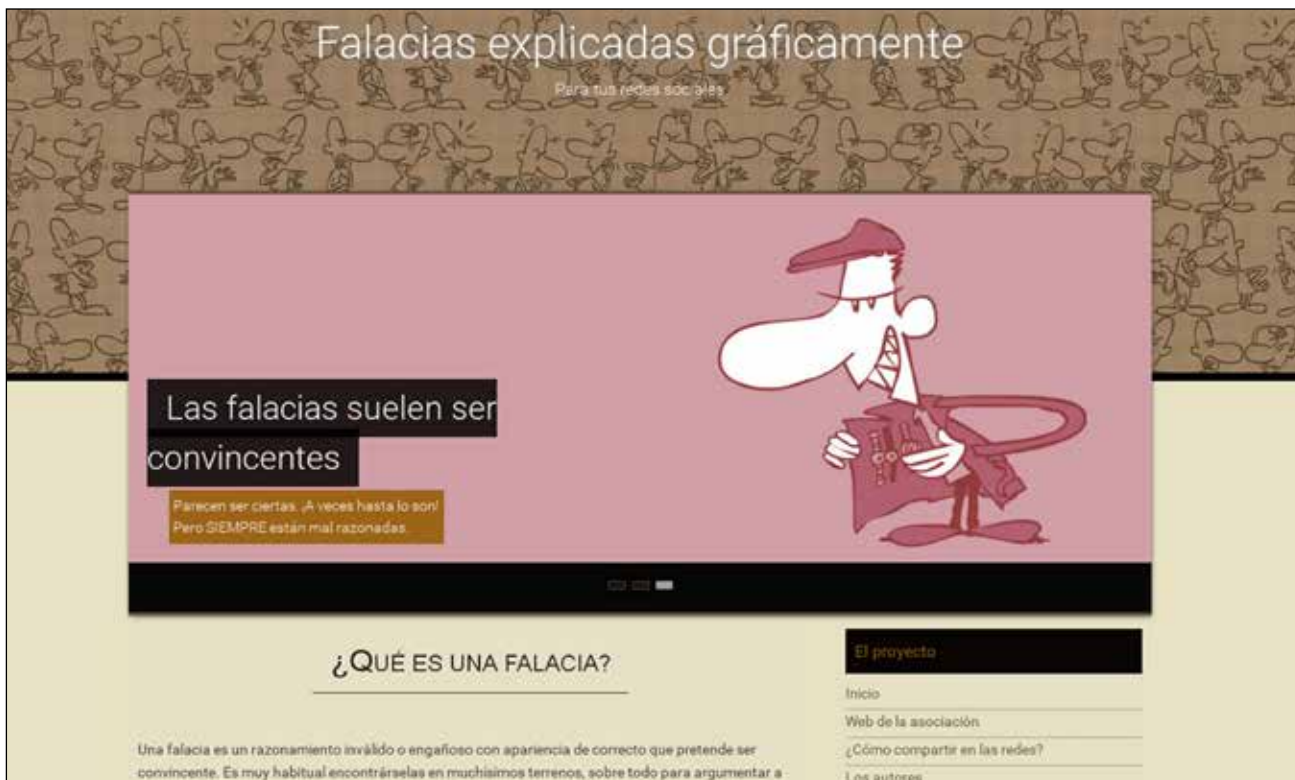 Falacias explicadas gráficamente
Para tus redes sociales
Las falacias suelen ser
convincentes
Parecen ser ciertas. ¡A veces hasta lo son!
Pero SIEMPRE están mal razonadas.
¿QUÉ ES UNA FALACIA?
Una falacia es un razonamiento inválido o engañoso con apariencia de correcto que pretende ser
convincente. Es muy habitual encontrárselas en muchísimos terrenos, sobre todo para argumentar a
El proyecto
Inicio
Web de la asociación
¿Cómo compartir en las redes?
Los autores